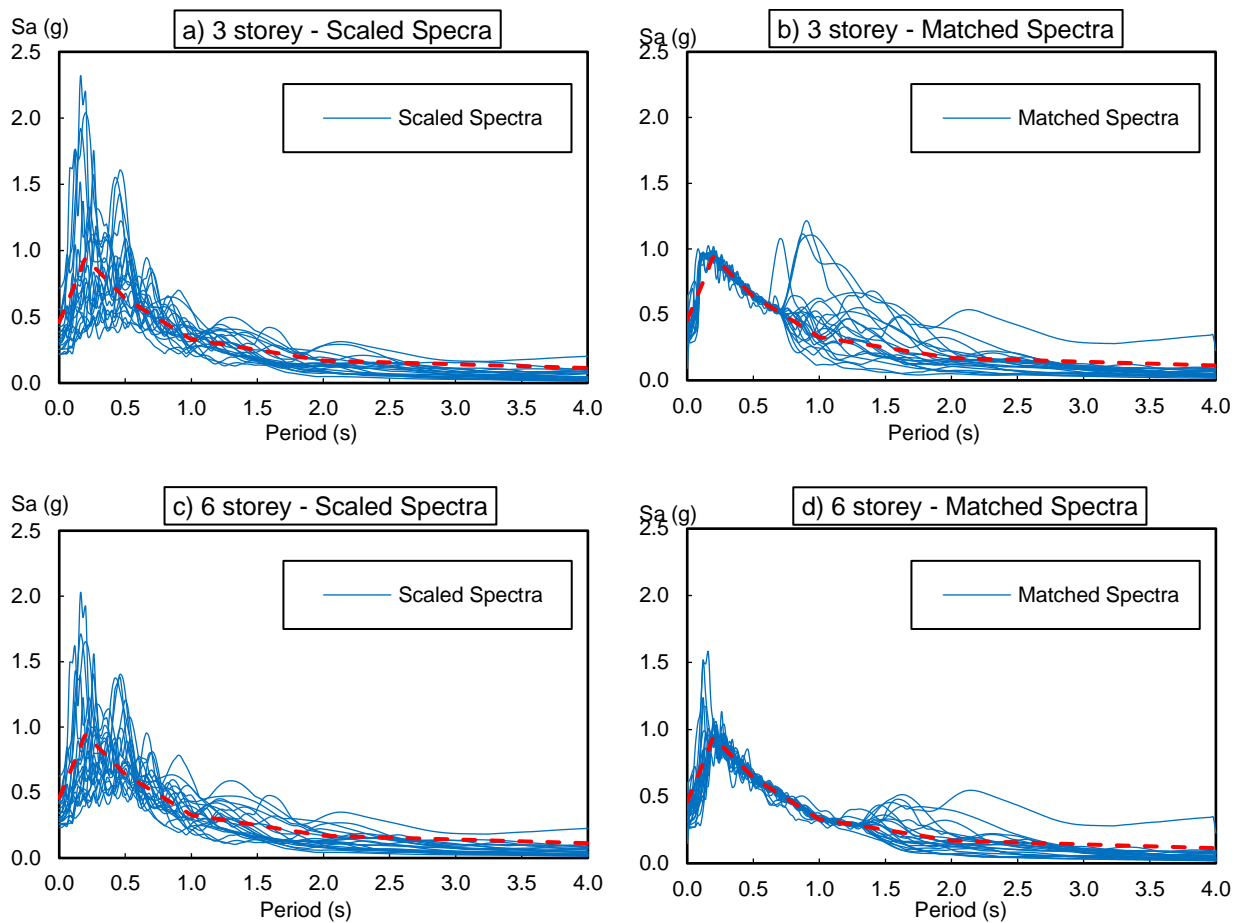 a) 3 storey - Scaled Specra
Sa (g)
2.5
2.0
1.5
1.0
0.5
0.0
Scaled Spectra
0.0 0.5 1.0 1.5 2.0 2.5 3.0 3.5 4.0
Period (s)
b) 3 storey - Matched Spectra
Sa (g)
2.5
2.0
1.5
1.0
0.5
0.0
Matched Spectra
0.0 0.5 1.0 1.5 2.0 2.5 3.0 3.5 4.0
Period (s)
c) 6 storey - Scaled Spectra
Sa (g)
2.5
2.0
1.5
1.0
0.5
0.0
Scaled Spectra
0.0 0.5 1.0 1.5 2.0 2.5 3.0 3.5 4.0
Period (s)
d) 6 storey - Matched Spectra
Sa (g)
2.5
2.0
1.5
1.0
0.5
0.0
Matched Spectra
0.0 0.5 1.0 1.5 2.0 2.5 3.0 3.5 4.0
Period (s)